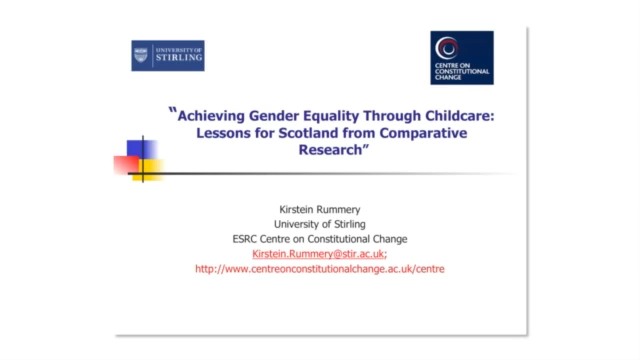 UNIVERSITY OF
STIRLING
CENTRE ON
CONSTITUTIONAL
CHANGE
“Achieving Gender Equality Through Childcare:
Lessons for Scotland from Comparative
Research”
Kirstein Rummery
University of Stirling
ESRC Centre on Constitutional Change
Kirstein.Rummery@stir.ac.uk;
http://www.centreonconstitutionalchange.ac.uk/centre